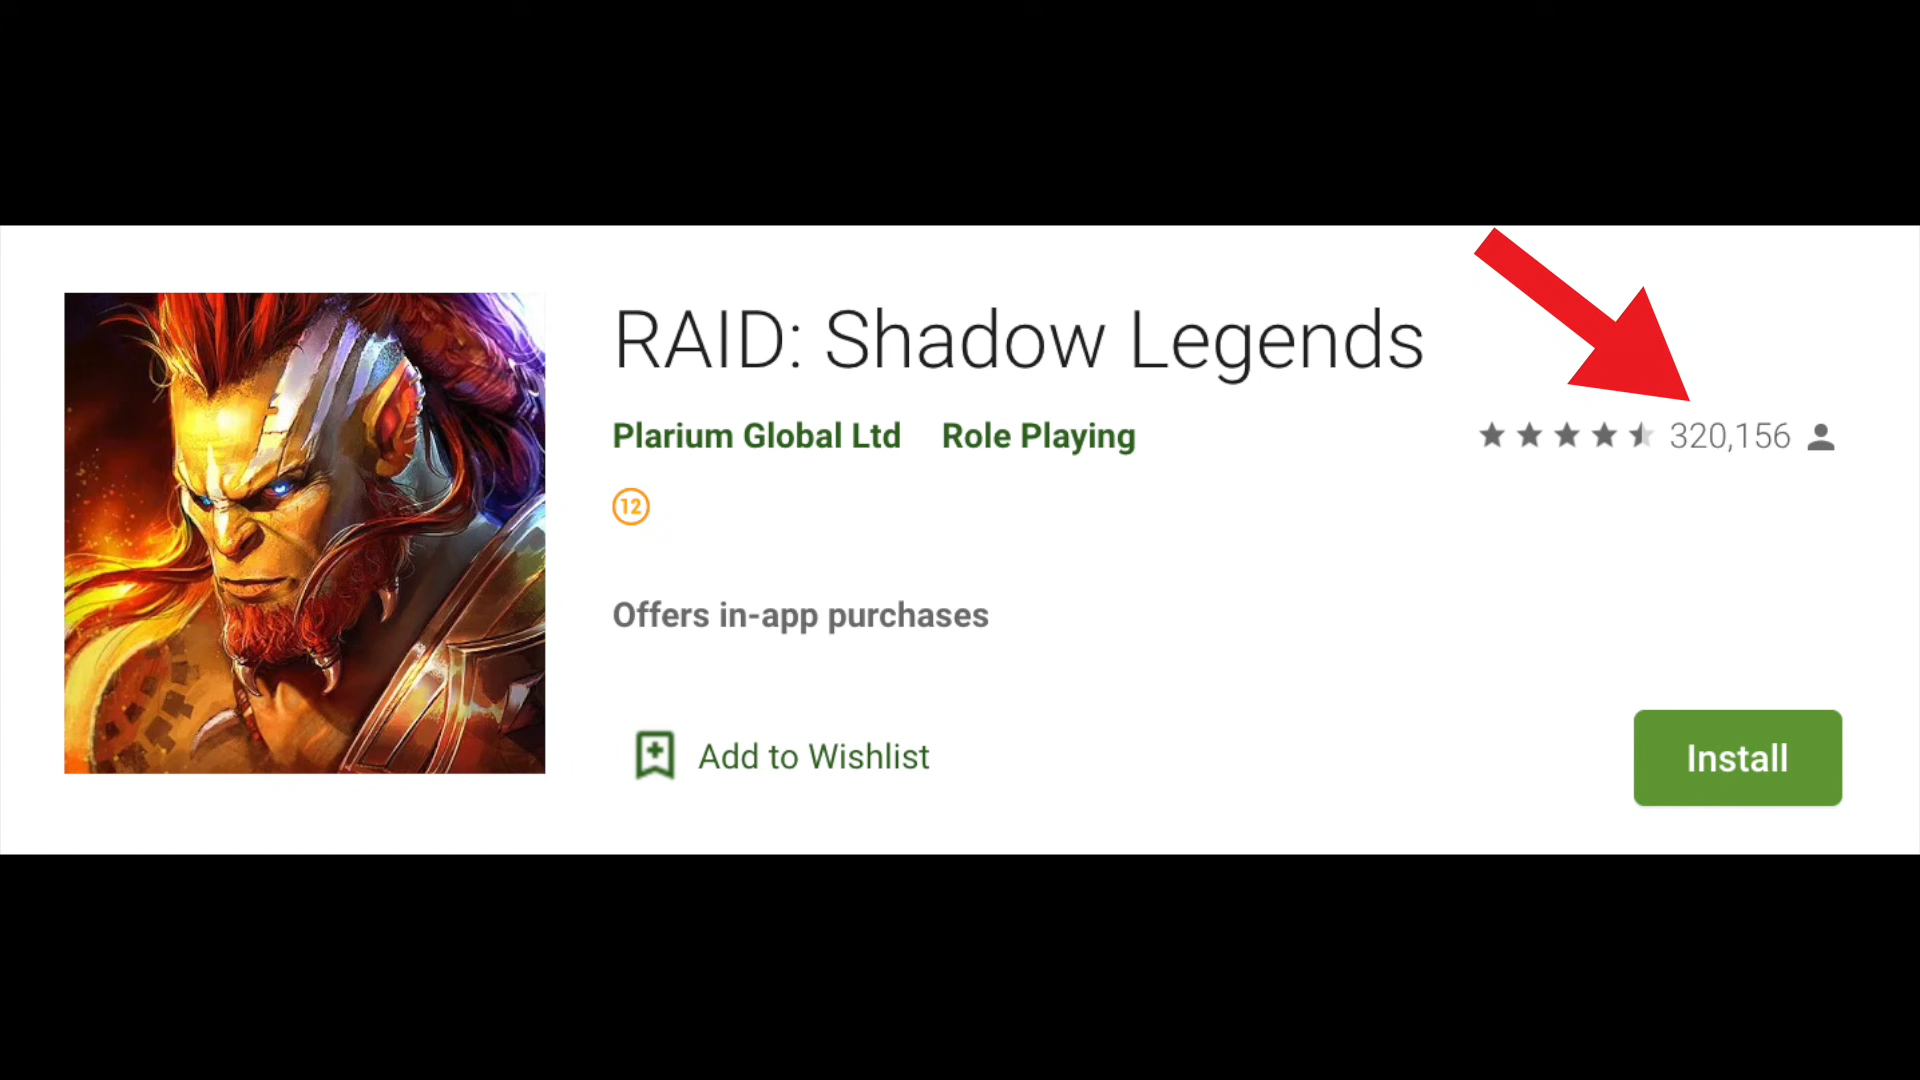 RAID: Shadow Legends
Plarium Global Ltd Role Playing 320,156
12
Offers in-app purchases
Add to Wishlist Install